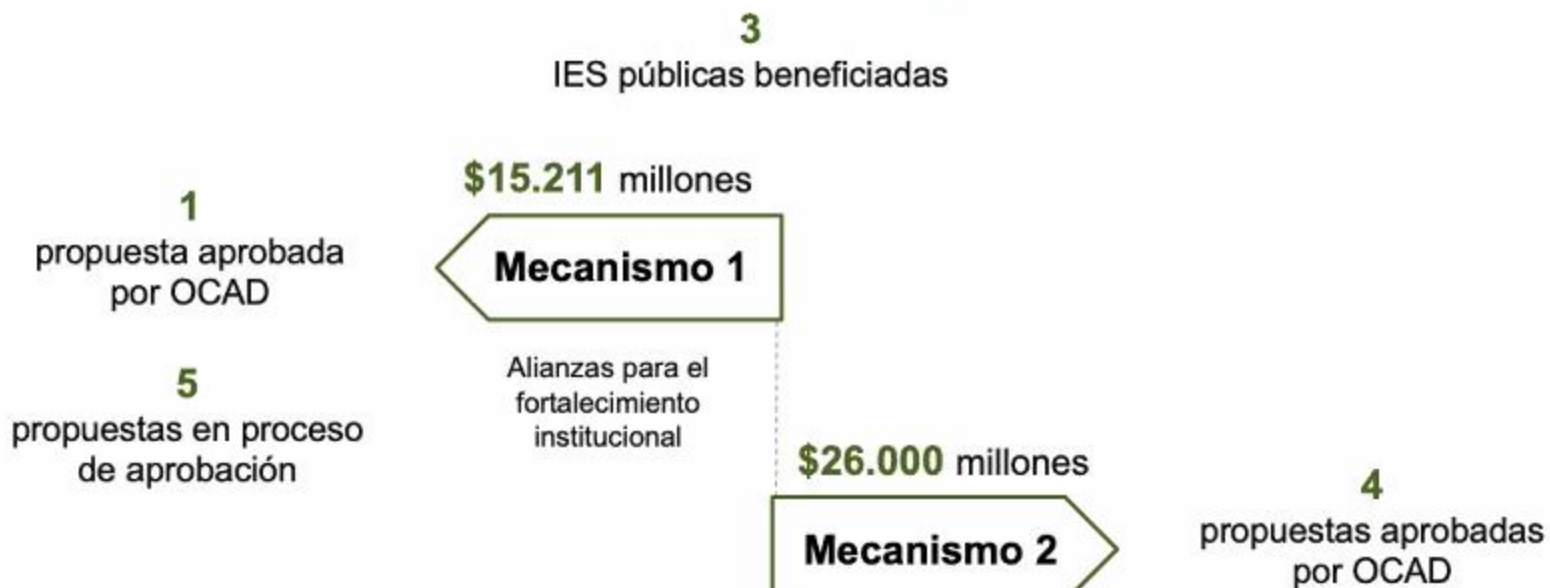 3
IES públicas beneficiadas
$15.211 millones
1
propuesta aprobada
por OCAD
Mecanismo 1
5
propuestas en proceso
de aprobación
Alianzas para el
fortalecimiento
institucional
$26.000 millones
Mecanismo 2
4
propuestas aprobadas
por OCAD